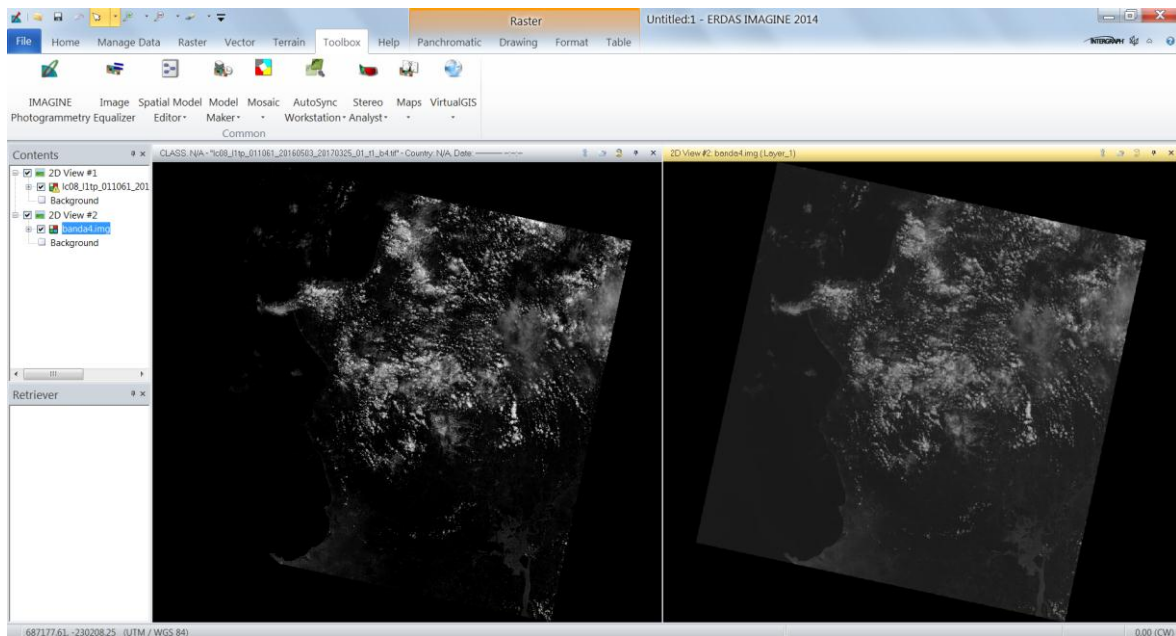 Raster
Untitled:1 - ERDAS IMAGINE 2014
File Home Manage Data Raster Vector Terrain Toolbox Help Panchromatic Drawing Format Table
INTERGRAPH
IMAGINE Photogrammetry
Image Equalizer
Spatial Model Editor
Model Maker
Mosaic
AutoSync Workstation
Stereo Analyst
Maps
VirtualGIS
Common
Contents
2D View #1
lc08_l1tp_011061_201
Background
2D View #2
banda4.img
Background
Retriever
CLASS: N/A - "lc08_l1tp_011061_20160503_20170325_01_t1_b4.tif" - Country: N/A, Date:
2D View #2: banda4.img (Layer_1)
687177.61, -230208.25 (UTM / WGS 84)
0.00 (CW)